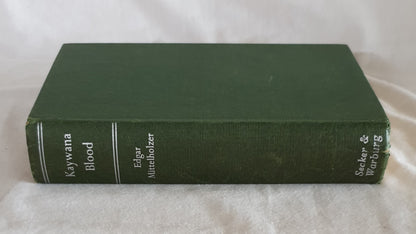 Kaywana
Blood
Edgar
Mittelholzer
Secker &
Warburg